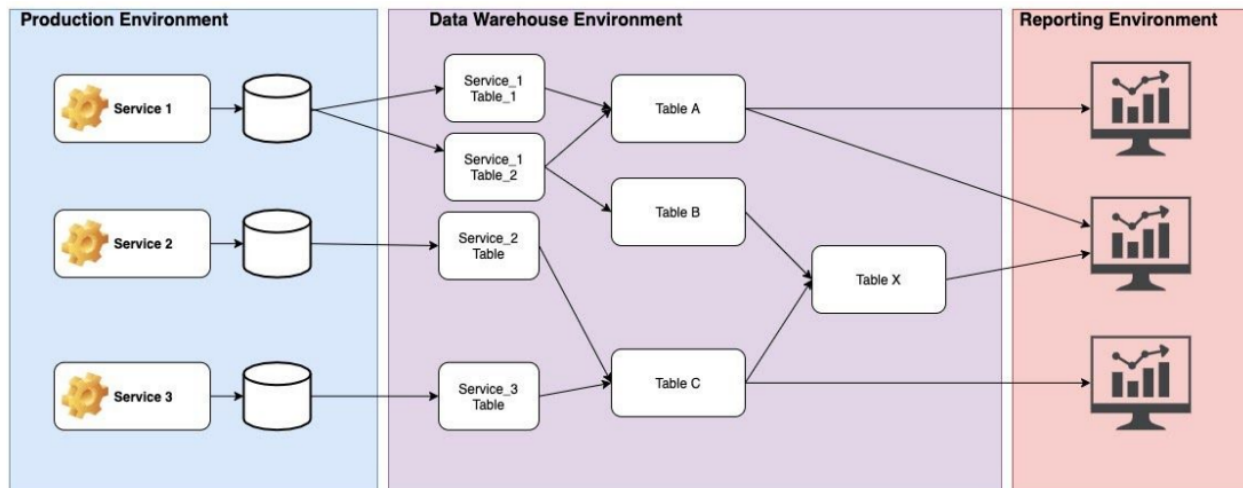 Production Environment
Data Warehouse Environment
Reporting Environment
Service 1
Service_1
Table_1
Table A
Service_1
Table_2
Table B
Service 2
Service_2
Table
Table X
Service 3
Service_3
Table
Table C